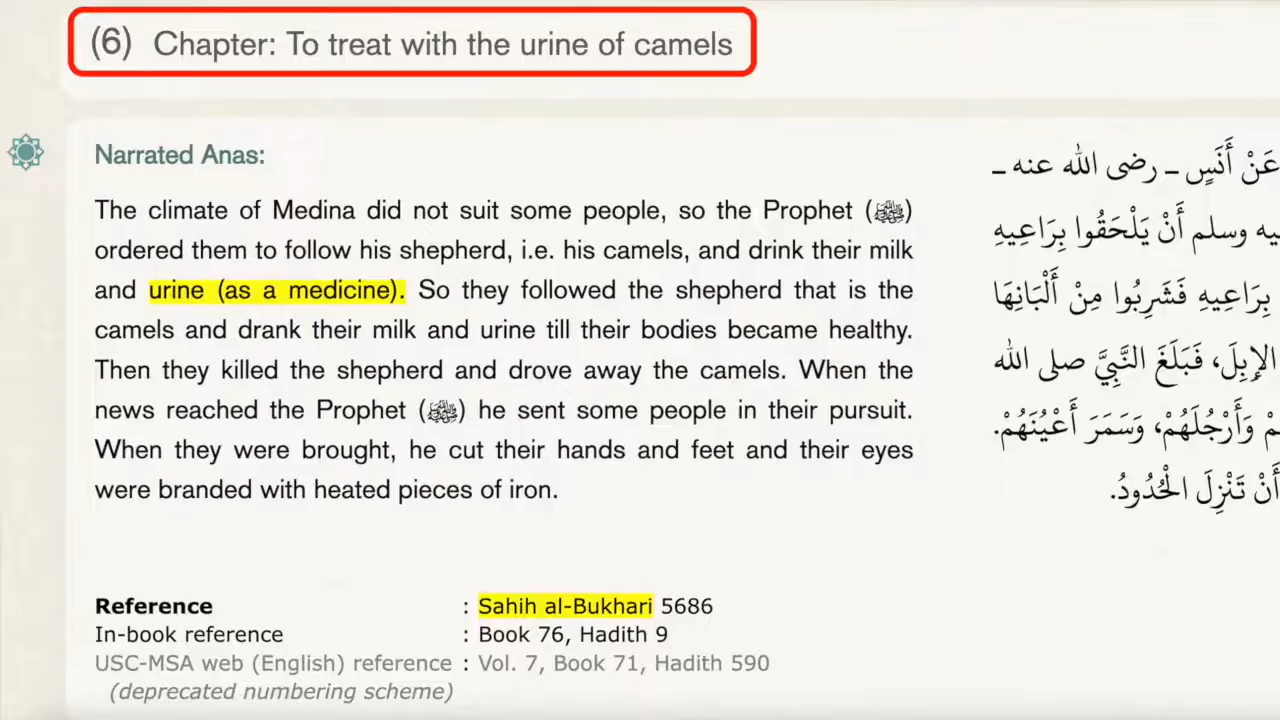 (6) Chapter: To treat with the urine of camels
Narrated Anas:
The climate of Medina did not suit some people, so the Prophet (ﷺ)
ordered them to follow his shepherd, i.e. his camels, and drink their milk
and urine (as a medicine). So they followed the shepherd that is the
camels and drank their milk and urine till their bodies became healthy.
Then they killed the shepherd and drove away the camels. When the
news reached the Prophet (ﷺ) he sent some people in their pursuit.
When they were brought, he cut their hands and feet and their eyes
were branded with heated pieces of iron.
عَنْ أَنَسٍ ـ رضى الله عنه ـ
يه وسلم أَنْ يَلْحَقُوا بِرَاعِيهِ
بِرَاعِيهِ فَشَرِبُوا مِنْ أَلْبَانِهَا
الإِبِلَ، فَبَلَغَ النَّبِيَّ صلى الله
مْ وَأَرْجُلَهُمْ، وَسَمَرَ أَعْيُنَهُمْ.
أَنْ تَنْزِلَ الْحُدُودُ.
Reference : Sahih al-Bukhari 5686
In-book reference : Book 76, Hadith 9
USC-MSA web (English) reference : Vol. 7, Book 71, Hadith 590
(deprecated numbering scheme)